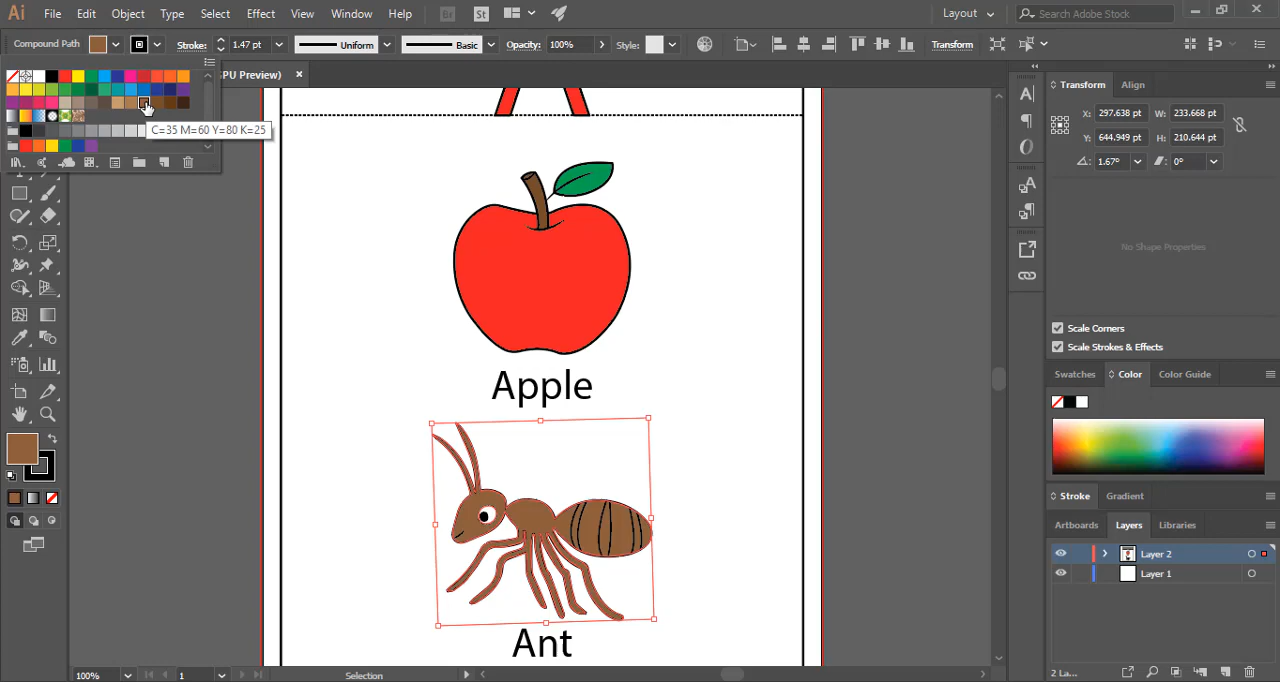 Ai File Edit Object Type Select Effect View Window Help Br St Layout Search Adobe Stock
Compound Path Stroke: 1.47 pt Uniform Basic Opacity: 100% Style: Transform
PU Preview) ×
C=35 M=60 Y=80 K=25
Transform Align
X: 297.638 pt W: 233.668 pt
Y: 644.949 pt H: 210.644 pt
1.67° 0°
No Shape Properties
Scale Corners
Scale Strokes & Effects
Swatches Color Color Guide
Apple
Ant
Stroke Gradient
Artboards Layers Libraries
Layer 2
Layer 1
2 La...
100% 1 Selection